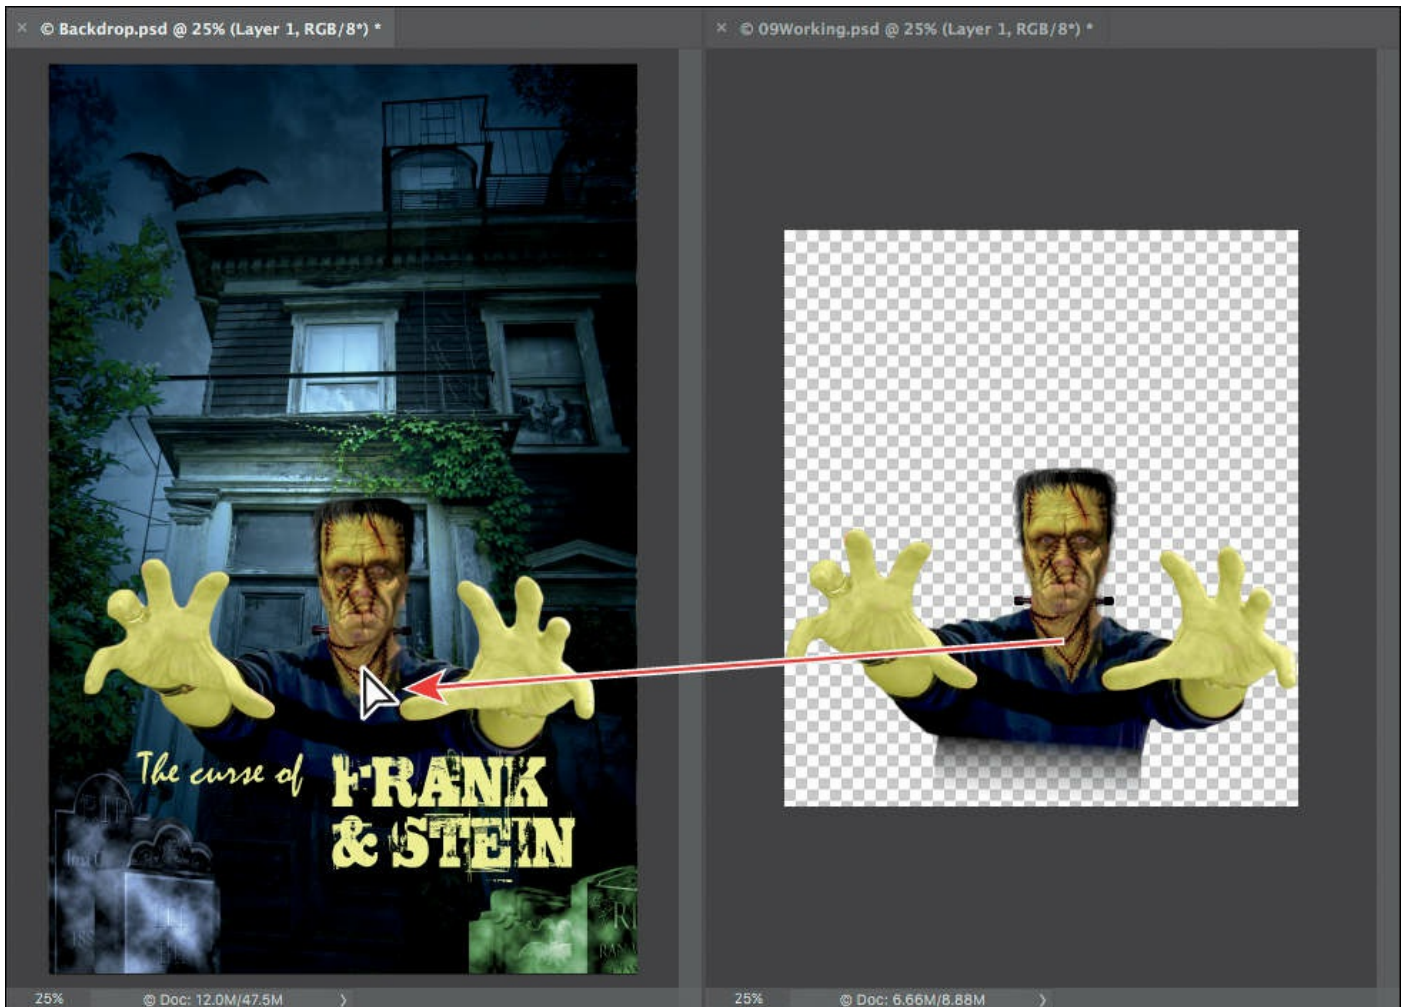 × © Backdrop.psd @ 25% (Layer 1, RGB/8*) *
× © 09Working.psd @ 25% (Layer 1, RGB/8*) *
The curse of FRANK
& STEIN
RIP
25% © Doc: 12.0M/47.5M >
25% © Doc: 6.66M/8.88M >